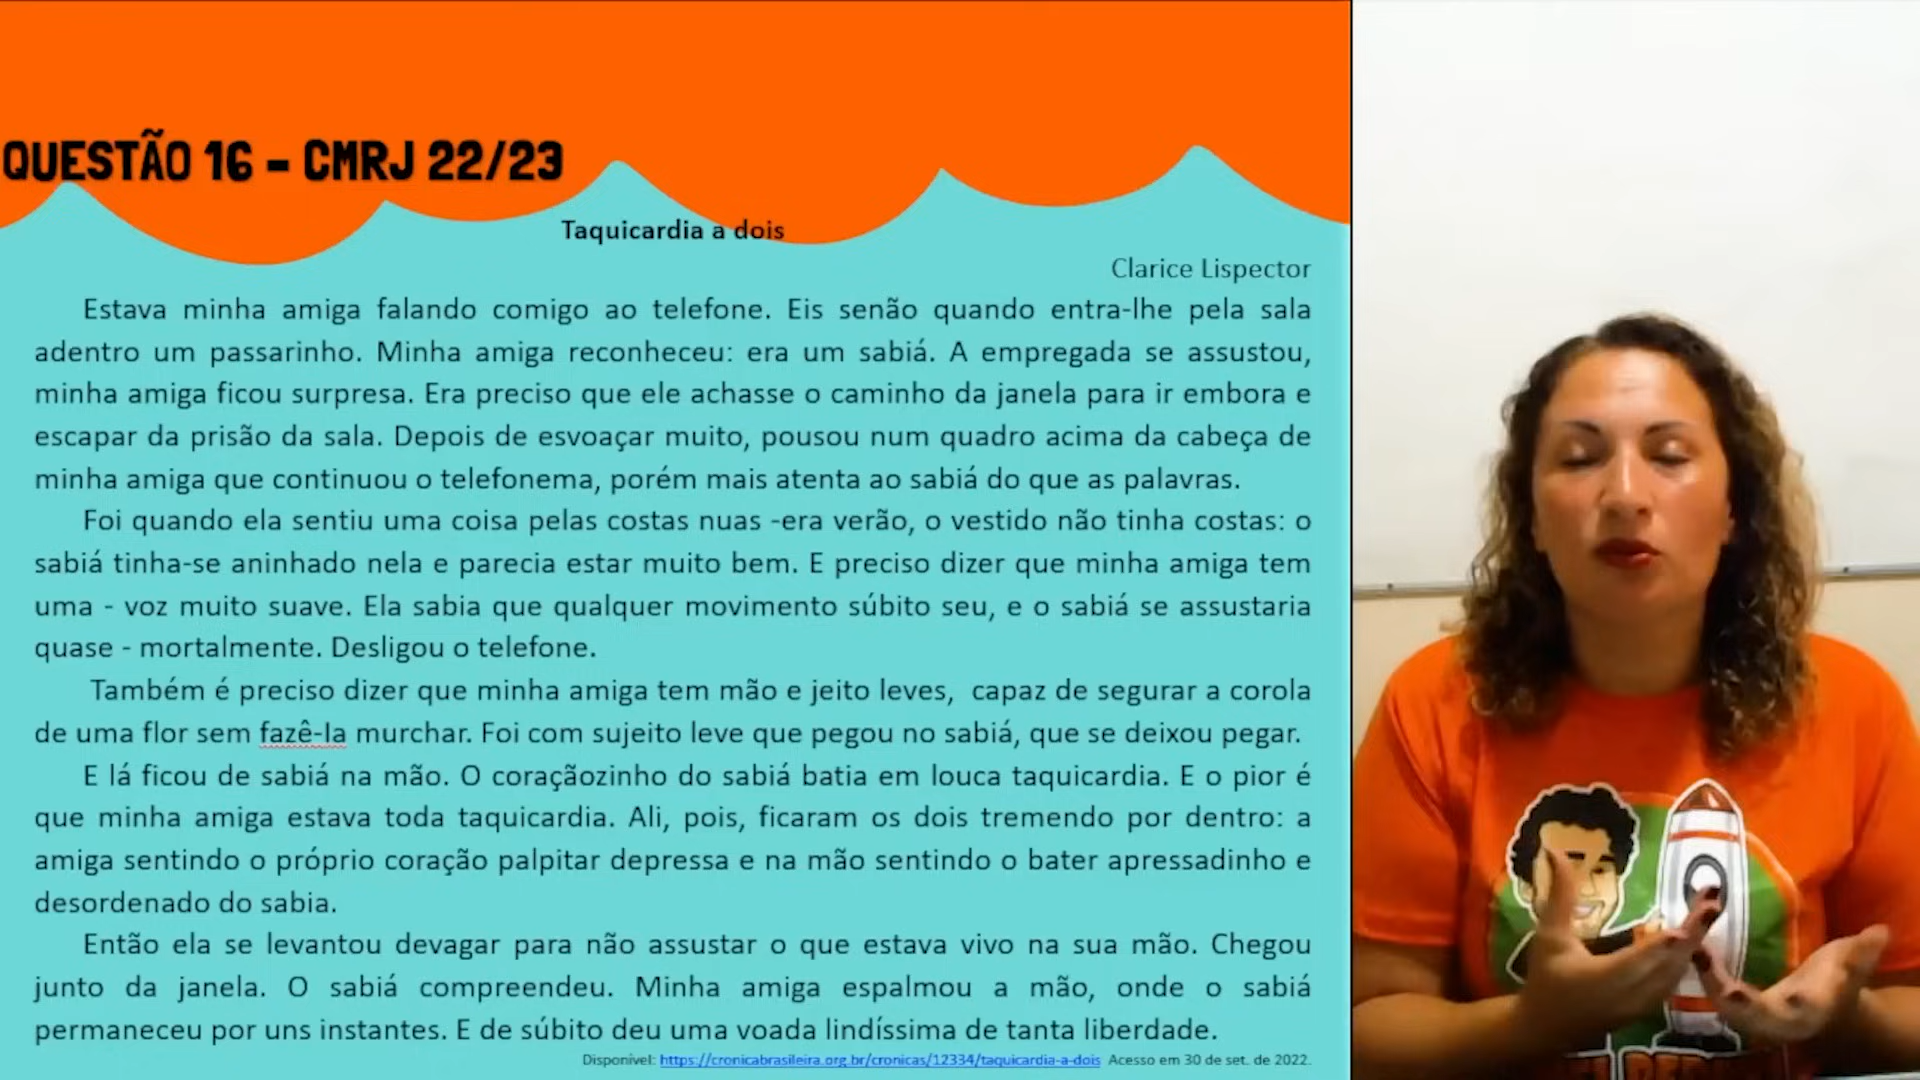 QUESTÃO 16 - CMRJ 22/23
Taquicardia a dois
Clarice Lispector
Estava minha amiga falando comigo ao telefone. Eis senão quando entra-lhe pela sala
adentro um passarinho. Minha amiga reconheceu: era um sabiá. A empregada se assustou,
minha amiga ficou surpresa. Era preciso que ele achasse o caminho da janela para ir embora e
escapar da prisão da sala. Depois de esvoaçar muito, pousou num quadro acima da cabeça de
minha amiga que continuou o telefonema, porém mais atenta ao sabiá do que as palavras.
Foi quando ela sentiu uma coisa pelas costas nuas -era verão, o vestido não tinha costas: o
sabiá tinha-se aninhado nela e parecia estar muito bem. E preciso dizer que minha amiga tem
uma - voz muito suave. Ela sabia que qualquer movimento súbito seu, e o sabiá se assustaria
quase - mortalmente. Desligou o telefone.
Também é preciso dizer que minha amiga tem mão e jeito leves, capaz de segurar a corola
de uma flor sem fazê-la murchar. Foi com sujeito leve que pegou no sabiá, que se deixou pegar.
E lá ficou de sabiá na mão. O coraçãozinho do sabiá batia em louca taquicardia. E o pior é
que minha amiga estava toda taquicardia. Ali, pois, ficaram os dois tremendo por dentro: a
amiga sentindo o próprio coração palpitar depressa e na mão sentindo o bater apressadinho e
desordenado do sabia.
Então ela se levantou devagar para não assustar o que estava vivo na sua mão. Chegou
junto da janela. O sabiá compreendeu. Minha amiga espalmou a mão, onde o sabiá
permaneceu por uns instantes. E de súbito deu uma voada lindíssima de tanta liberdade.
Disponível: https://cronicabrasileira.org.br/cronicas/12334/taquicardia-a-dois Acesso em 30 de set. de 2022.